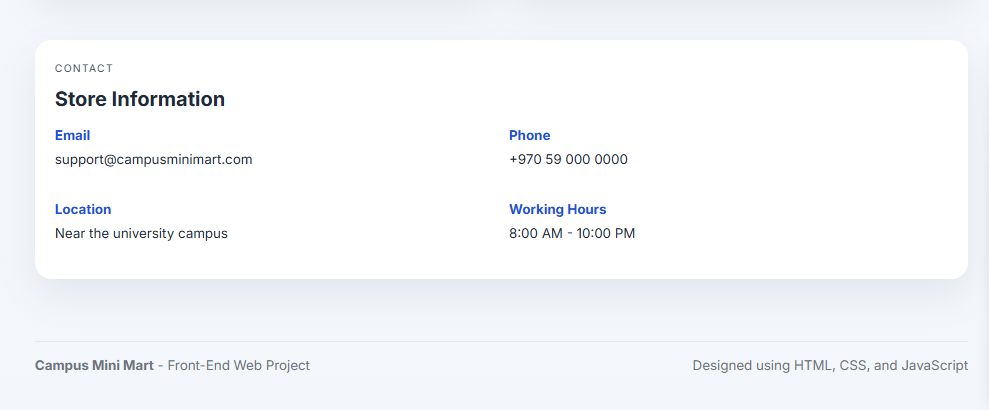 CONTACT
Store Information
Email
support@campusminimart.com
Phone
+970 59 000 0000
Location
Near the university campus
Working Hours
8:00 AM - 10:00 PM
Campus Mini Mart - Front-End Web Project
Designed using HTML, CSS, and JavaScript